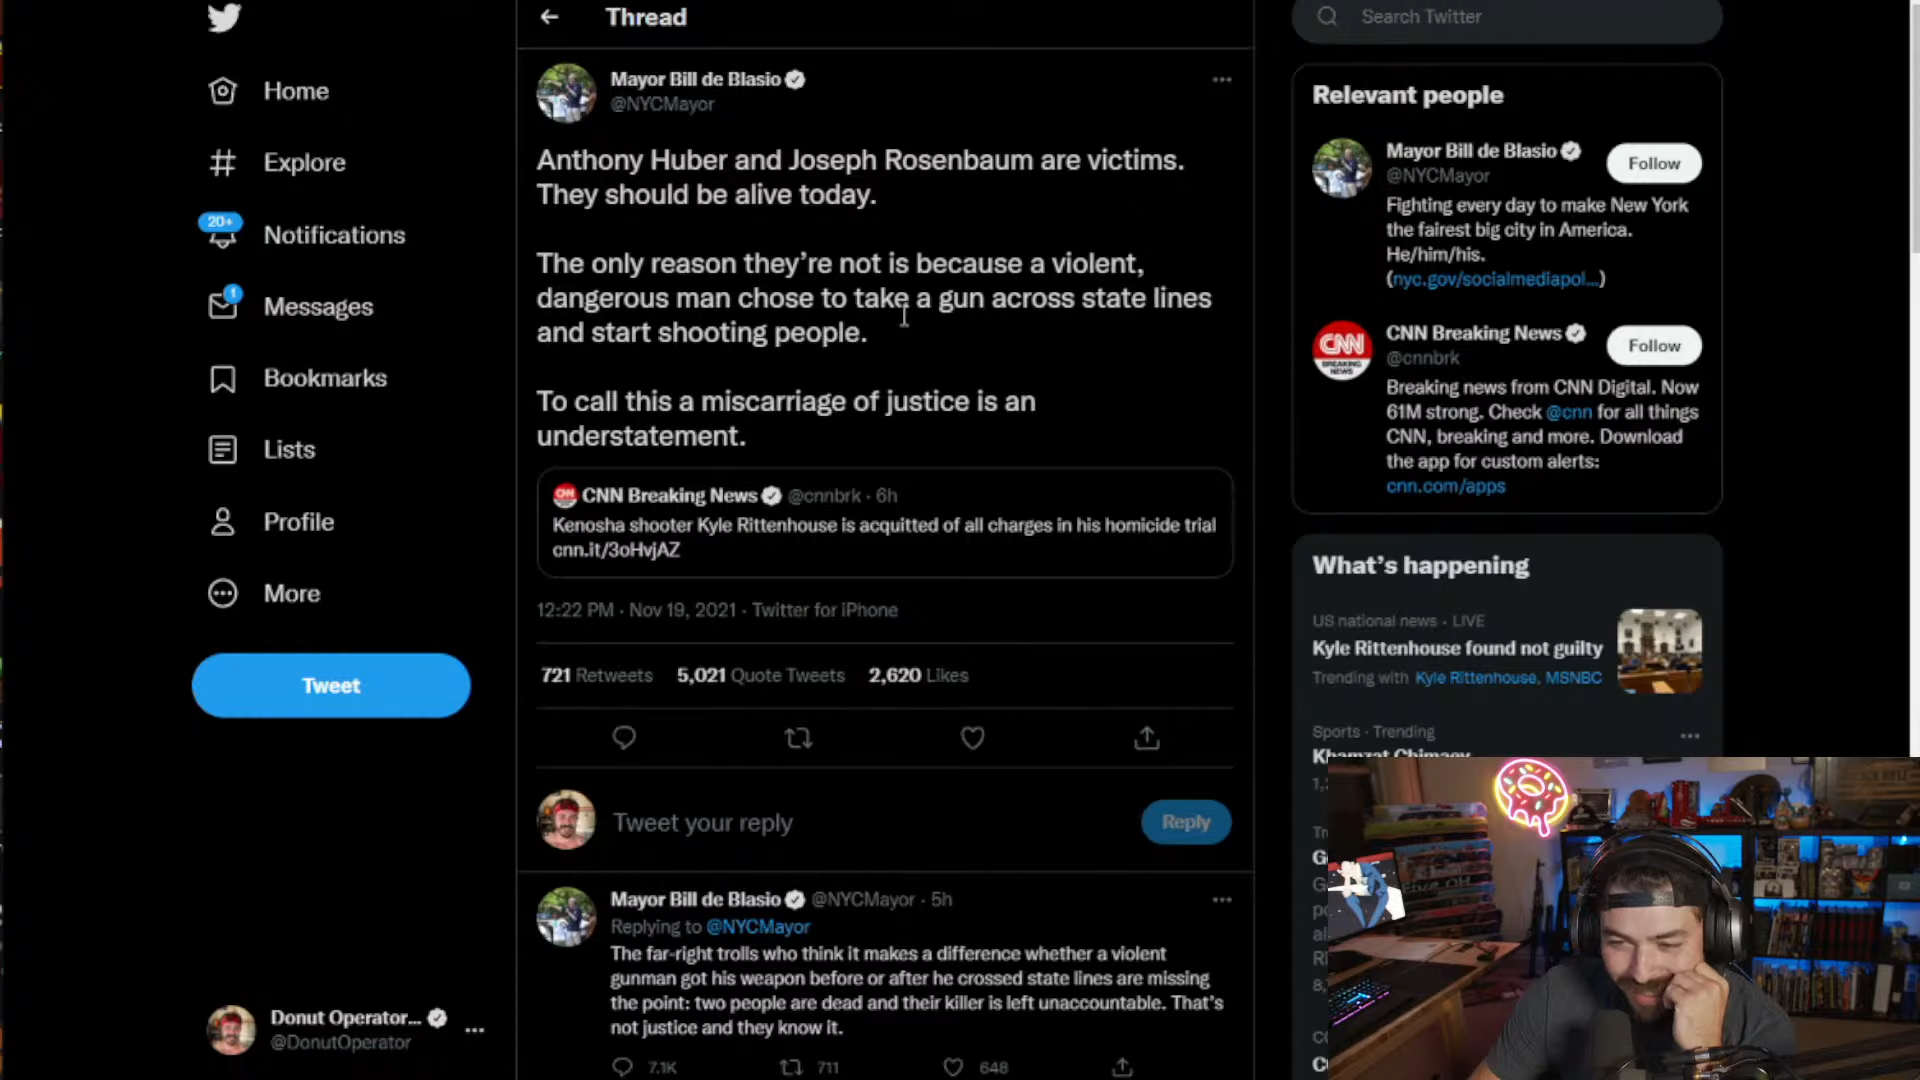 Home
Explore
20+
Notifications
1
Messages
Bookmarks
Lists
Profile
More
Tweet
Donut Operator...
@DonutOperator
Thread
Mayor Bill de Blasio
@NYCMayor
Anthony Huber and Joseph Rosenbaum are victims.
They should be alive today.
The only reason they're not is because a violent,
dangerous man chose to take a gun across state lines
and start shooting people.
To call this a miscarriage of justice is an
understatement.
CNN Breaking News @cnnbrk · 6h
Kenosha shooter Kyle Rittenhouse is acquitted of all charges in his homicide trial
cnn.it/3oHvjAZ
12:22 PM · Nov 19, 2021 · Twitter for iPhone
721 Retweets 5,021 Quote Tweets 2,620 Likes
Tweet your reply
Reply
Mayor Bill de Blasio @NYCMayor · 5h
Replying to @NYCMayor
The far-right trolls who think it makes a difference whether a violent
gunman got his weapon before or after he crossed state lines are missing
the point: two people are dead and their killer is left unaccountable. That's
not justice and they know it.
7.1K 711 648
Search Twitter
Relevant people
Mayor Bill de Blasio
@NYCMayor
Follow
Fighting every day to make New York
the fairest big city in America.
He/him/his.
(nyc.gov/socialmediapol...)
CNN Breaking News
@cnnbrk
Follow
Breaking news from CNN Digital. Now
61M strong. Check @cnn for all things
CNN, breaking and more. Download
the app for custom alerts:
cnn.com/apps
What's happening
US national news · LIVE
Kyle Rittenhouse found not guilty
Trending with Kyle Rittenhouse, MSNBC
Sports · Trending
Khamzat Chimaev